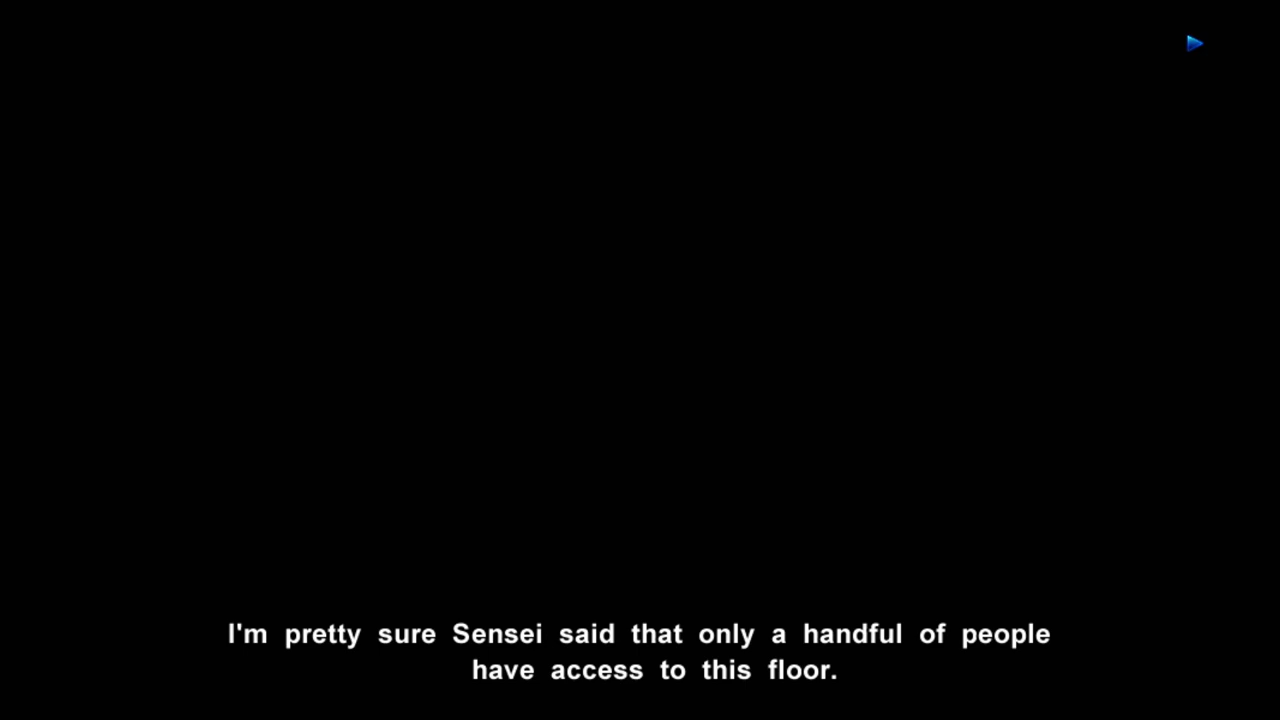 I'm pretty sure Sensei said that only a handful of people
have access to this floor.